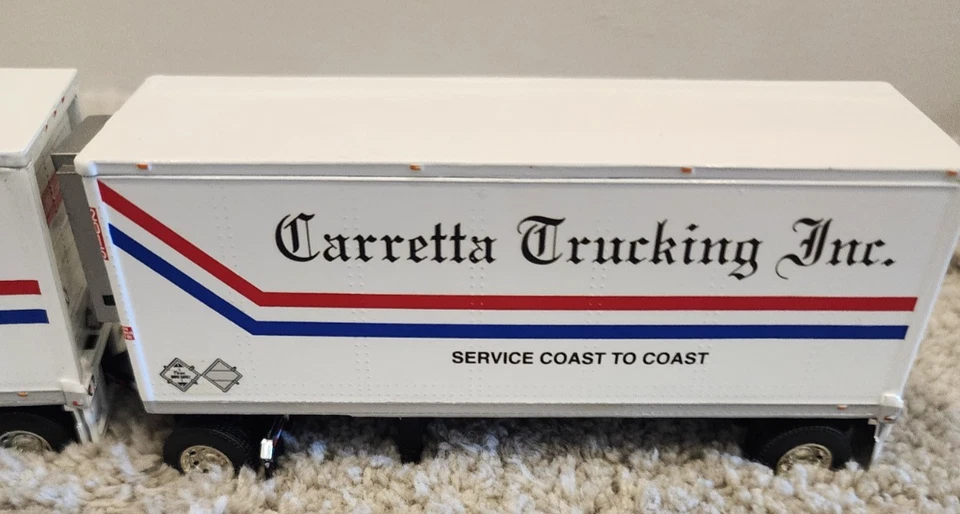 Carretta Trucking Inc.
SERVICE COAST TO COAST